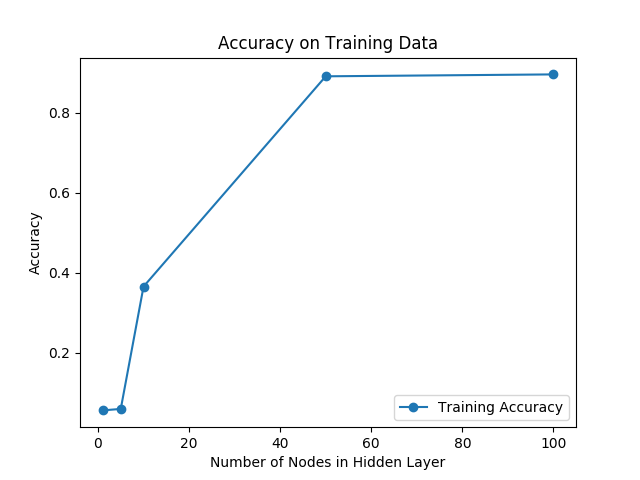 Accuracy on Training Data
Accuracy
0.8
0.6
0.4
0.2
Training Accuracy
0 20 40 60 80 100
Number of Nodes in Hidden Layer